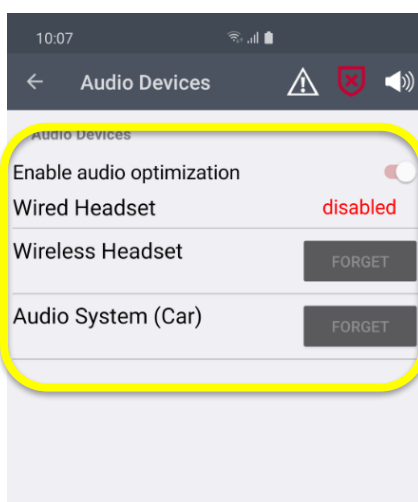 10:07
Audio Devices
Audio Devices
Enable audio optimization
Wired Headset disabled
Wireless Headset FORGET
Audio System (Car) FORGET